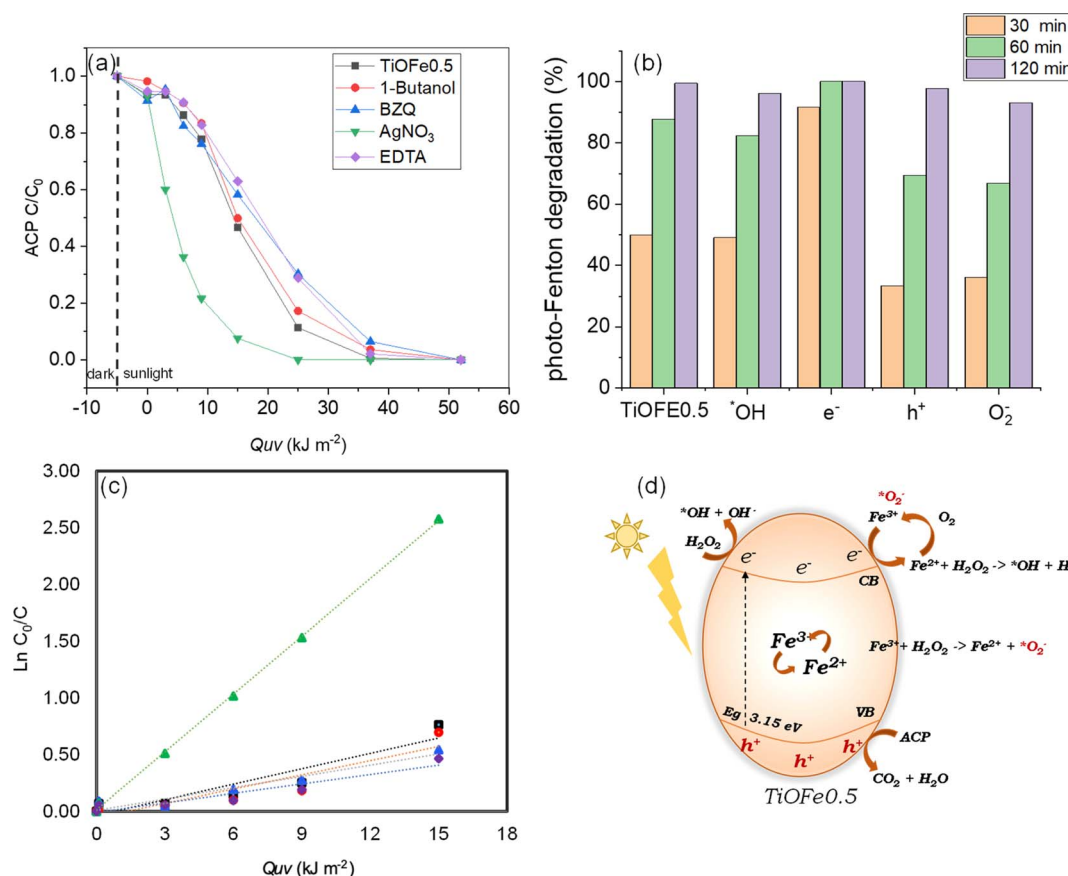 (a)
TiOFe0.5
1-Butanol
BZQ
AgNO₃
EDTA
ACP C/C₀
1.0
0.8
0.6
0.4
0.2
0.0
dark sunlight
-10 0 10 20 30 40 50 60
Quv (kJ m⁻²)
(b)
30 min
60 min
120 min
photo-Fenton degradation (%)
100
80
60
40
20
0
TiOFE0.5 *OH e⁻ h⁺ O₂⁻
(c)
Ln C₀/C
3.00
2.50
2.00
1.50
1.00
0.50
0.00
0 3 6 9 12 15 18
Quv (kJ m⁻²)
(d)
*OH + OH⁻
H₂O₂
e⁻ e⁻ e⁻
*O₂⁻
Fe³⁺ O₂
Fe²⁺ + H₂O₂ -> *OH + H
CB
Fe³⁺
Fe²⁺
Fe³⁺ + H₂O₂ -> Fe²⁺ + *O₂⁻
Eg 3.15 eV
VB
h⁺ h⁺ h⁺
ACP
CO₂ + H₂O
TiOFe0.5